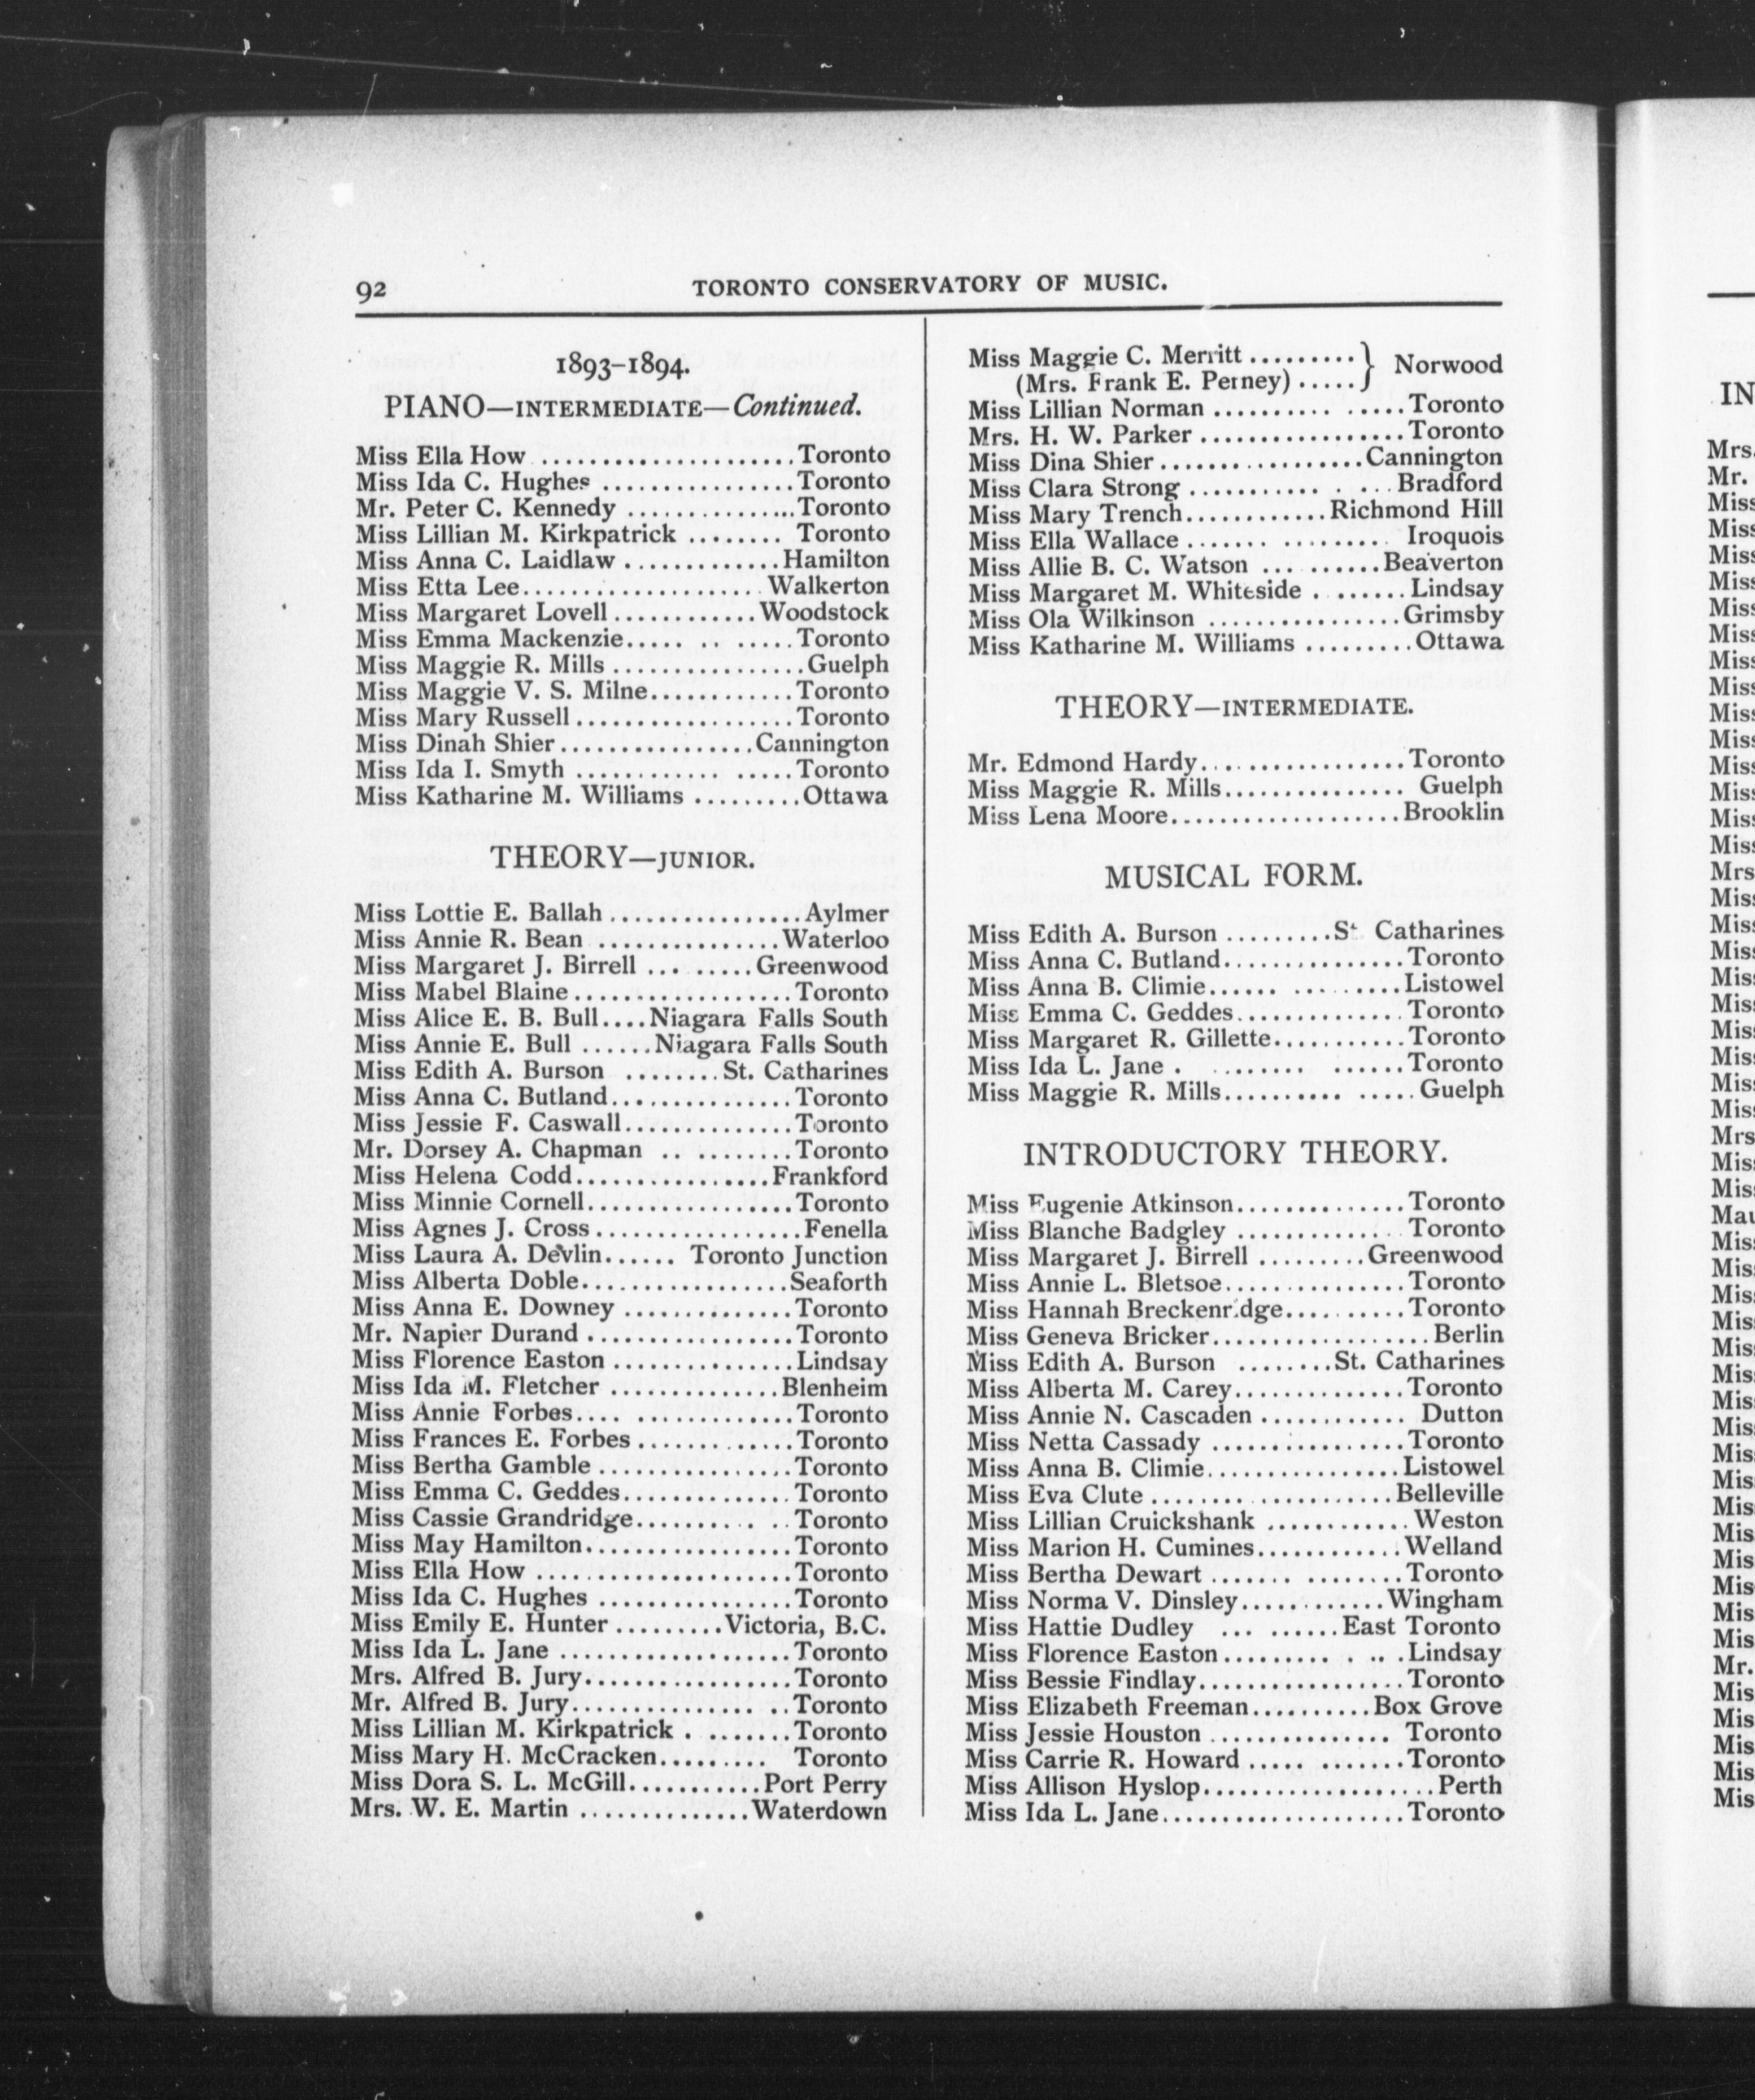 92
TORONTO CONSERVATORY OF MUSIC.
1893-1894.
PIANO—INTERMEDIATE—Continued.
Miss Ella How ..................... Toronto
Miss Ida C. Hughes ................ Toronto
Mr. Peter C. Kennedy .............. Toronto
Miss Lillian M. Kirkpatrick ........ Toronto
Miss Anna C. Laidlaw ............. Hamilton
Miss Etta Lee.................... Walkerton
Miss Margaret Lovell ............ Woodstock
Miss Emma Mackenzie..... .. ..... Toronto
Miss Maggie R. Mills ................ Guelph
Miss Maggie V. S. Milne............ Toronto
Miss Mary Russell .................. Toronto
Miss Dinah Shier ................ Cannington
Miss Ida I. Smyth ............ ..... Toronto
Miss Katharine M. Williams ......... Ottawa
THEORY—JUNIOR.
Miss Lottie E. Ballah ................ Aylmer
Miss Annie R. Bean ............... Waterloo
Miss Margaret J. Birrell ... ...... Greenwood
Miss Mabel Blaine .................. Toronto
Miss Alice E. B. Bull.... Niagara Falls South
Miss Annie E. Bull ...... Niagara Falls South
Miss Edith A. Burson ........ St. Catharines
Miss Anna C. Butland............... Toronto
Miss Jessie F. Caswall.............. Toronto
Mr. Dorsey A. Chapman .. ......... Toronto
Miss Helena Codd................ Frankford
Miss Minnie Cornell................. Toronto
Miss Agnes J. Cross .................. Fenella
Miss Laura A. Devlin...... Toronto Junction
Miss Alberta Doble................. Seaforth
Miss Anna E. Downey .............. Toronto
Mr. Napier Durand ................. Toronto
Miss Florence Easton ............... Lindsay
Miss Ida M. Fletcher .............. Blenheim
Miss Annie Forbes.... ............. Toronto
Miss Frances E. Forbes ............. Toronto
Miss Bertha Gamble ................ Toronto
Miss Emma C. Geddes.............. Toronto
Miss Cassie Grandridge.......... . .. Toronto
Miss May Hamilton................. Toronto
Miss Ella How ..................... Toronto
Miss Ida C. Hughes ................ Toronto
Miss Emily E. Hunter ......... Victoria, B.C.
Miss Ida L. Jane ................... Toronto
Mrs. Alfred B. Jury................. Toronto
Mr. Alfred B. Jury............... .. Toronto
Miss Lillian M. Kirkpatrick . ....... Toronto
Miss Mary H. McCracken......... Toronto
Miss Dora S. L. McGill........... Port Perry
Mrs. W. E. Martin .............. Waterdown
Miss Maggie C. Merritt ......... } Norwood
(Mrs. Frank E. Perney) .....
Miss Lillian Norman .......... ..... Toronto
Mrs. H. W. Parker ................. Toronto
Miss Dina Shier ................. Cannington
Miss Clara Strong ........... . ... Bradford
Miss Mary Trench............ Richmond Hill
Miss Ella Wallace ....... ......... Iroquois
Miss Allie B. C. Watson ... ...... Beaverton
Miss Margaret M. Whiteside . ...... Lindsay
Miss Ola Wilkinson ................ Grimsby
Miss Katharine M. Williams ......... Ottawa
THEORY—INTERMEDIATE.
Mr. Edmond Hardy................. Toronto
Miss Maggie R. Mills............... Guelph
Miss Lena Moore................... Brooklin
MUSICAL FORM.
Miss Edith A. Burson ......... St. Catharines
Miss Anna C. Butland............... Toronto
Miss Anna B. Climie...... ......... Listowel
Miss Emma C. Geddes.............. Toronto
Miss Margaret R. Gillette........... Toronto
Miss Ida L. Jane . ........ ...... Toronto
Miss Maggie R. Mills.......... ..... Guelph
INTRODUCTORY THEORY.
Miss Eugenie Atkinson.............. Toronto
Miss Blanche Badgley ............. Toronto
Miss Margaret J. Birrell ......... Greenwood
Miss Annie L. Bletsoe............... Toronto
Miss Hannah Breckenridge.......... Toronto
Miss Geneva Bricker.................. Berlin
Miss Edith A. Burson ........ St. Catharines
Miss Alberta M. Carey.............. Toronto
Miss Annie N. Cascaden ............ Dutton
Miss Netta Cassady ................ Toronto
Miss Anna B. Climie................ Listowel
Miss Eva Clute ........ ........... Belleville
Miss Lillian Cruickshank ............ Weston
Miss Marion H. Cumines............ Welland
Miss Bertha Dewart ....... ........ Toronto
Miss Norma V. Dinsley............ Wingham
Miss Hattie Dudley ... ...... East Toronto
Miss Florence Easton ......... . .. . Lindsay
Miss Bessie Findlay................. Toronto
Miss Elizabeth Freeman.......... Box Grove
Miss Jessie Houston ............... Toronto
Miss Carrie R. Howard ..... ....... Toronto
Miss Allison Hyslop................... Perth
Miss Ida L. Jane.................... Toronto